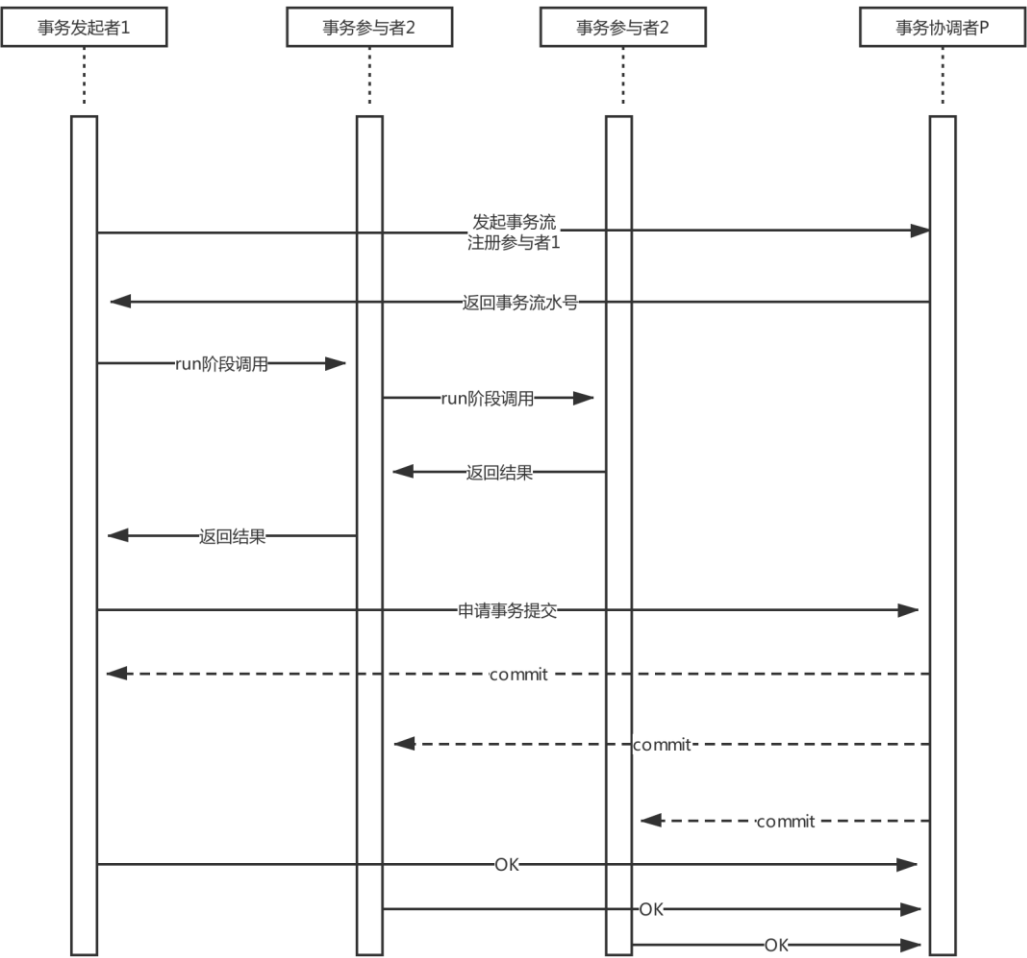 事务发起者1
事务参与者2
事务参与者2
事务协调者P
发起事务流
注册参与者1
返回事务流水号
run阶段调用
run阶段调用
返回结果
返回结果
申请事务提交
commit
commit
commit
OK
OK
OK